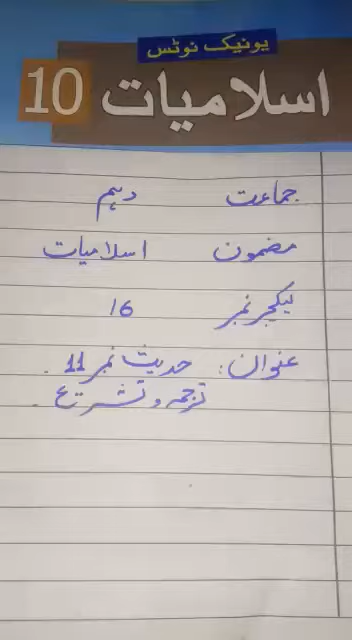 یونیک نوٹس
اسلامیات 10
جماعت دہم
مضمون اسلامیات
لیکچر نمبر 16
عنوان: حدیث نمبر 11.
ترجمہ و تشریح.